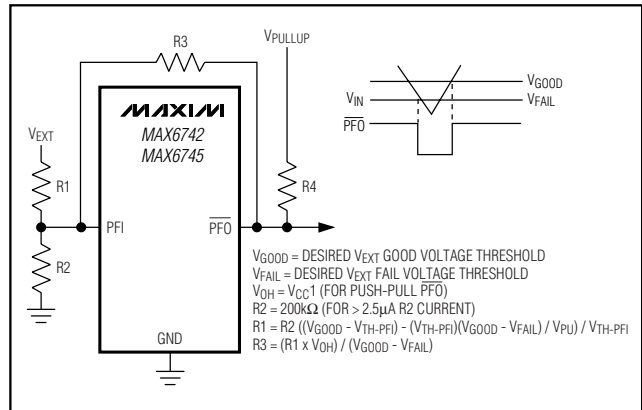 R3
VPULLUP
MAXIM
MAX6742
MAX6745
VEXT
R1
R2
PFI
PFO
R4
GND
VIN
PFO
VGOOD
VFAIL
VGOOD = DESIRED VEXT GOOD VOLTAGE THRESHOLD
VFAIL = DESIRED VEXT FAIL VOLTAGE THRESHOLD
VOH = VCC1 (FOR PUSH-PULL PFO)
R2 = 200kΩ (FOR > 2.5μA R2 CURRENT)
R1 = R2 ((VGOOD - VTH-PFI) - (VTH-PFI)(VGOOD - VFAIL) / VPU) / VTH-PFI
R3 = (R1 x VOH) / (VGOOD - VFAIL)